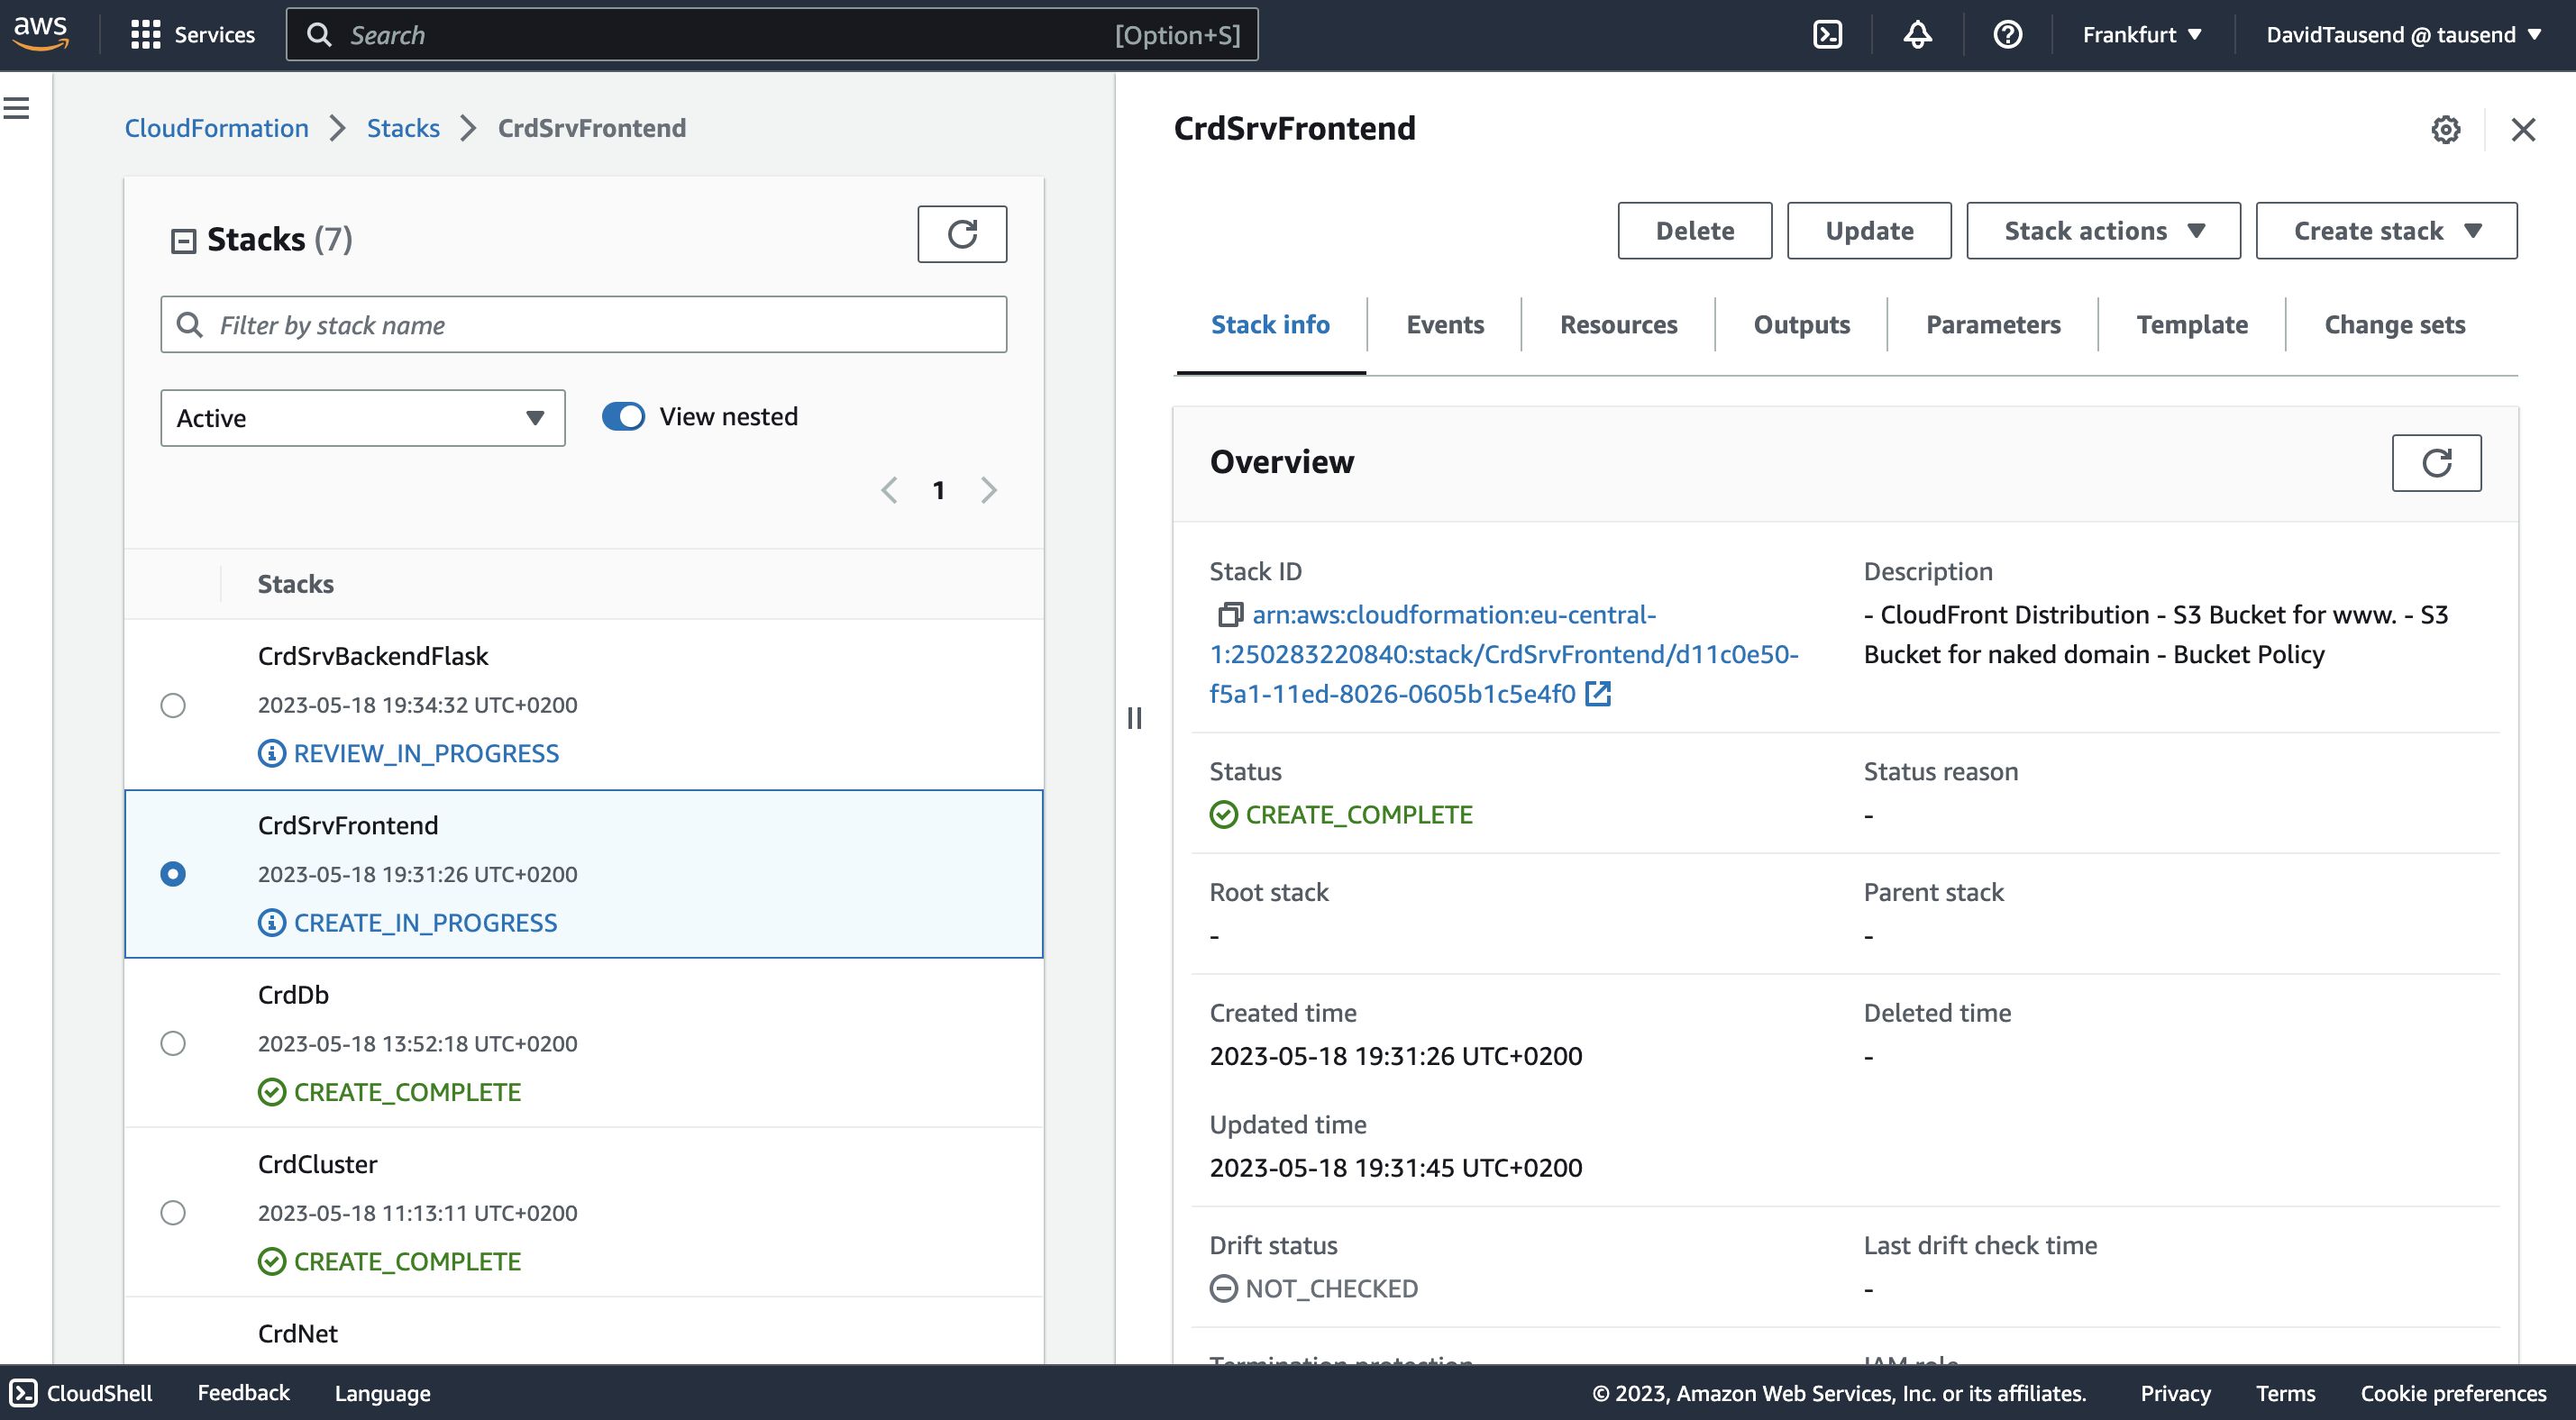 aws
Services
Search
[Option+S]
Frankfurt
DavidTausend @ tausend
CloudFormation
Stacks
CrdSrvFrontend
Stacks (7)
Filter by stack name
Active
View nested
1
Stacks
CrdSrvBackendFlask
2023-05-18 19:34:32 UTC+0200
REVIEW_IN_PROGRESS
CrdSrvFrontend
2023-05-18 19:31:26 UTC+0200
CREATE_IN_PROGRESS
CrdDb
2023-05-18 13:52:18 UTC+0200
CREATE_COMPLETE
CrdCluster
2023-05-18 11:13:11 UTC+0200
CREATE_COMPLETE
CrdNet
CrdSrvFrontend
Delete
Update
Stack actions
Create stack
Stack info
Events
Resources
Outputs
Parameters
Template
Change sets
Overview
Stack ID
arn:aws:cloudformation:eu-central-
1:250283220840:stack/CrdSrvFrontend/d11c0e50-
f5a1-11ed-8026-0605b1c5e4f0
Description
- CloudFront Distribution - S3 Bucket for www. - S3
Bucket for naked domain - Bucket Policy
Status
CREATE_COMPLETE
Status reason
-
Root stack
-
Parent stack
-
Created time
2023-05-18 19:31:26 UTC+0200
Deleted time
-
Updated time
2023-05-18 19:31:45 UTC+0200
Drift status
NOT_CHECKED
Last drift check time
-
Termination protection
IAM role
CloudShell
Feedback
Language
© 2023, Amazon Web Services, Inc. or its affiliates.
Privacy
Terms
Cookie preferences